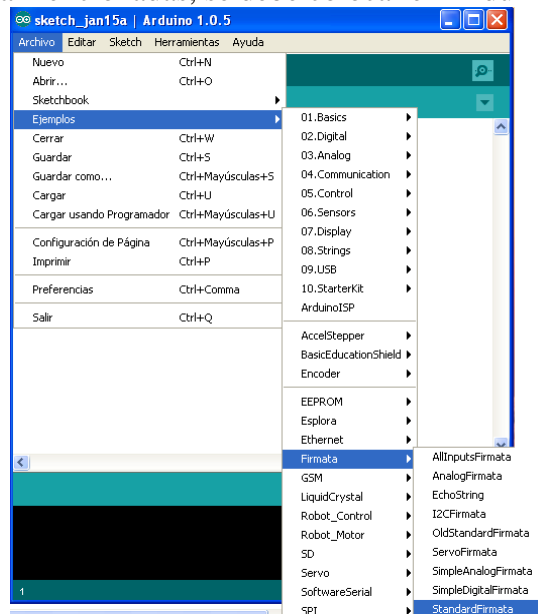 sketch_jan15a | Arduino 1.0.5
Archivo Editar Sketch Herramientas Ayuda
Nuevo Ctrl+N
Abrir...
Sketchbook
Ejemplos
Cerrar Ctrl+W
Guardar Ctrl+S
Guardar como... Ctrl+Mayúsculas+S
Cargar Ctrl+U
Cargar usando Programador Ctrl+Mayúsculas+U
Configuración de Página Ctrl+Mayúsculas+P
Imprimir Ctrl+P
Preferencias Ctrl+Comma
Salir Ctrl+Q
01.Basics
02.Digital
03.Analog
04.Communication
05.Control
06.Sensors
07.Display
08.Strings
09.USB
10.StarterKit
ArduinoISP
AccelStepper
BasicEducationShield
Encoder
EEPROM
Esplora
Ethernet
Firmata
GSM
LiquidCrystal
Robot_Control
Robot_Motor
SD
Servo
SoftwareSerial
SPI
AllInputsFirmata
AnalogFirmata
EchoString
I2CFirmata
OldStandardFirmata
ServoFirmata
SimpleAnalogFirmata
SimpleDigitalFirmata
StandardFirmata
1